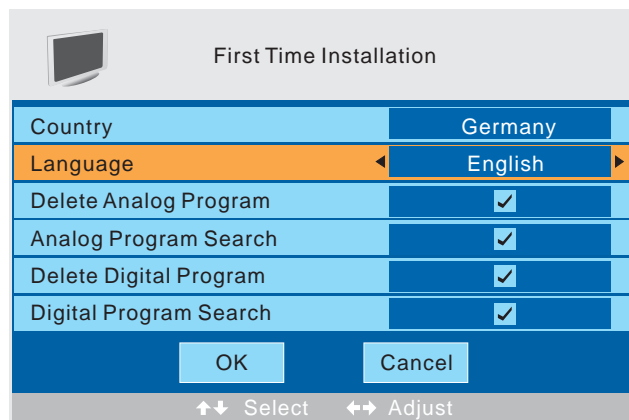 First Time Installation
Country Germany
Language English
Delete Analog Program
Analog Program Search
Delete Digital Program
Digital Program Search
OK Cancel
Select Adjust